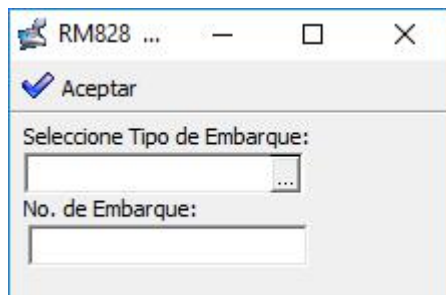 RM828 ...
Aceptar
Seleccione Tipo de Embarque:
...
No. de Embarque: